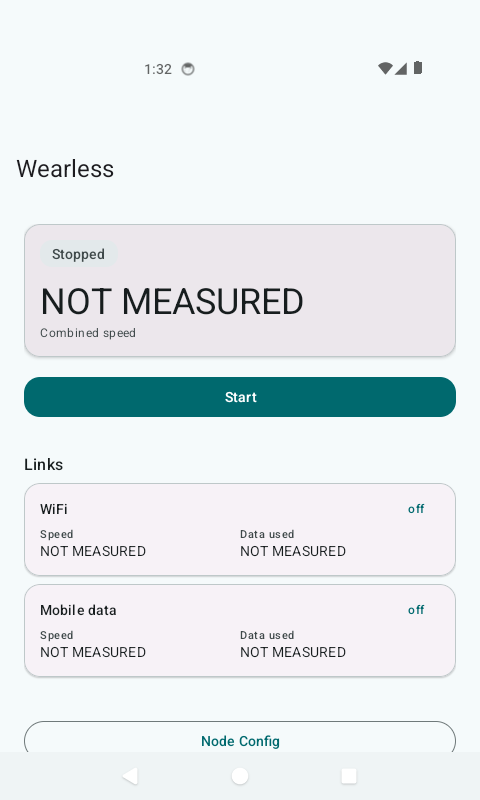 1:32
Wearless
Stopped
NOT MEASURED
Combined speed
Start
Links
WiFi off
Speed Data used
NOT MEASURED NOT MEASURED
Mobile data off
Speed Data used
NOT MEASURED NOT MEASURED
Node Config